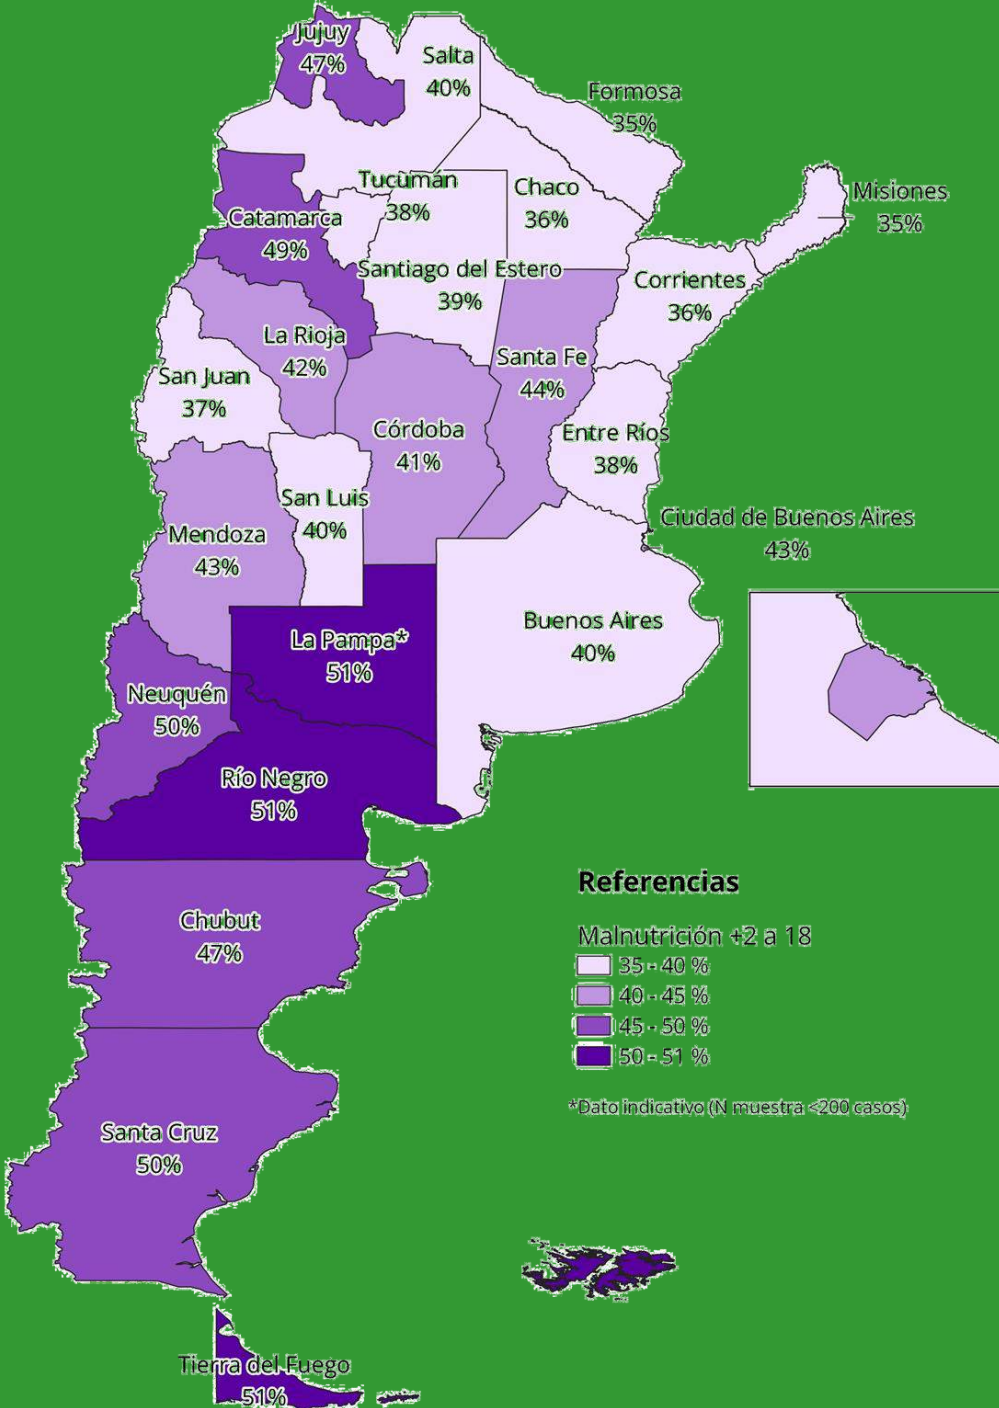 Jujuy
47%
Salta
40%
Formosa
35%
Tucumán
38%
Chaco
36%
Misiones
35%
Catamarca
49%
Santiago del Estero
39%
Corrientes
36%
La Rioja
42%
Santa Fe
44%
San Juan
37%
Córdoba
41%
Entre Ríos
38%
San Luis
40%
Mendoza
43%
Ciudad de Buenos Aires
43%
Buenos Aires
40%
La Pampa*
51%
Neuquén
50%
Río Negro
51%
Chubut
47%
Santa Cruz
50%
Tierra del Fuego
51%
Referencias
Malnutrición +2 a 18
35 - 40 %
40 - 45 %
45 - 50 %
50 - 51 %
*Dato indicativo (N muestra <200 casos)